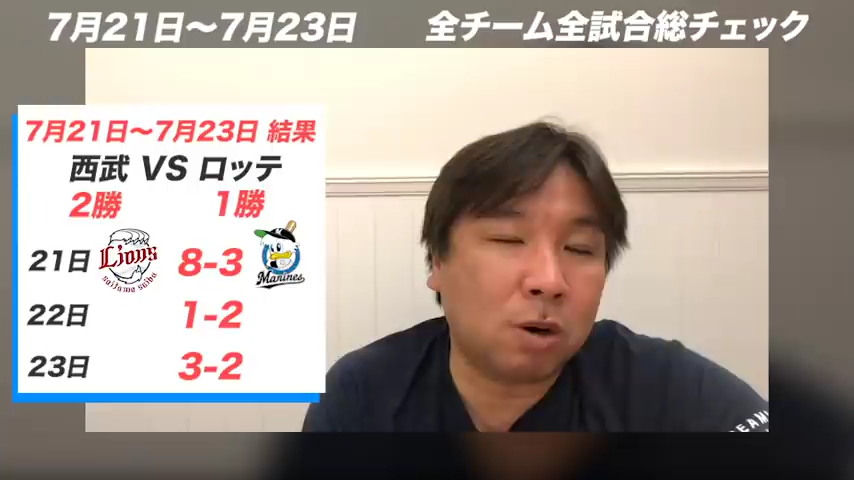 7月21日～7月23日 全チーム全試合総チェック
7月21日～7月23日 結果
西武 VS ロッテ
2勝 1勝
21日 Lions saitama seibu 8-3 Marines
22日 1-2
23日 3-2